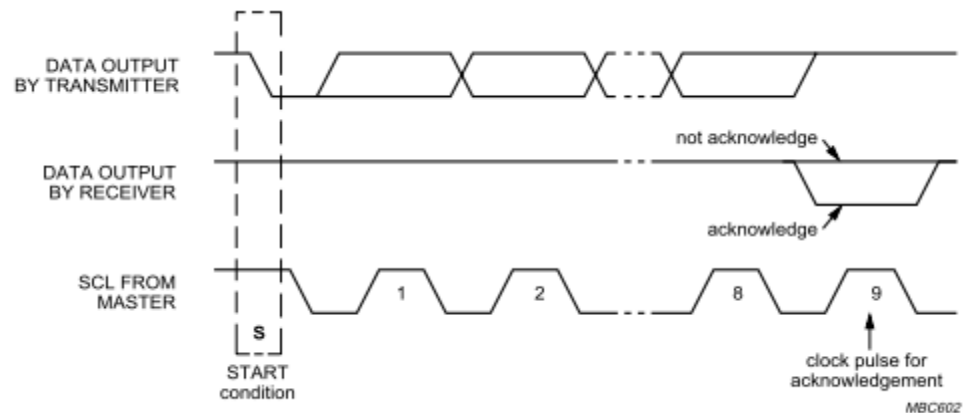 DATA OUTPUT
BY TRANSMITTER
not acknowledge
DATA OUTPUT
BY RECEIVER
acknowledge
SCL FROM
MASTER
1
2
8
9
S
START
condition
clock pulse for
acknowledgement
MBC602